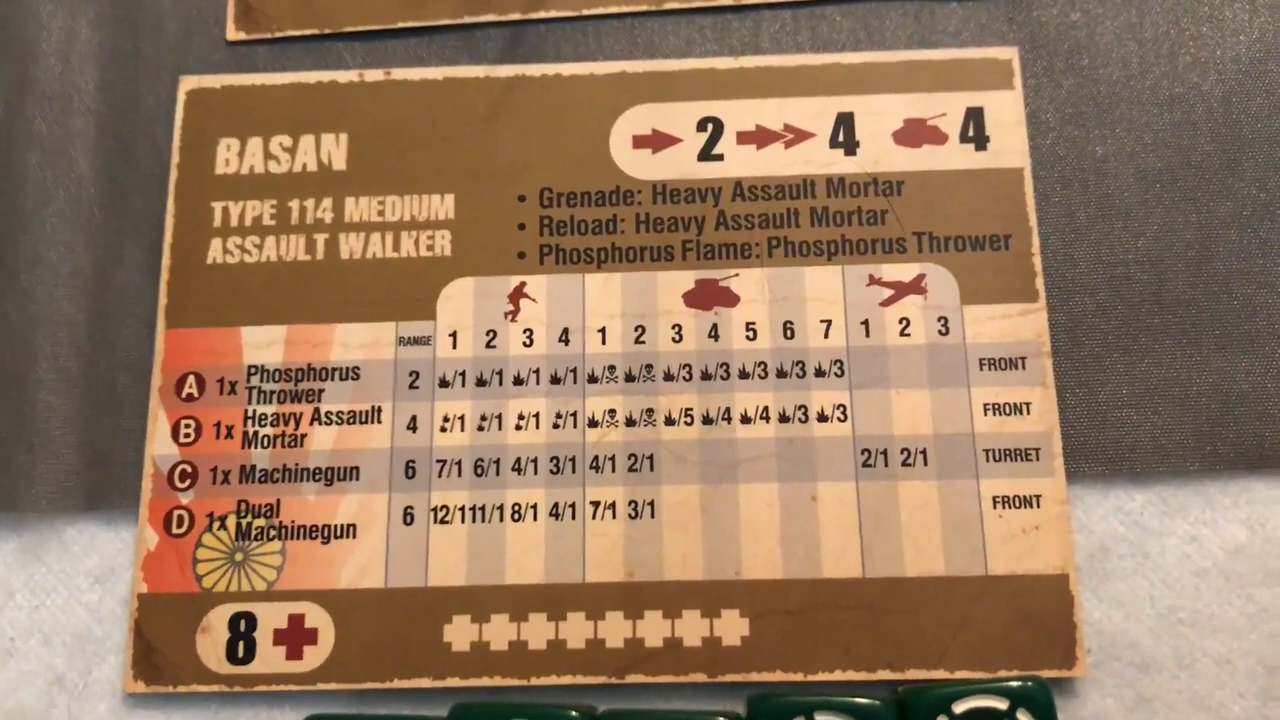 BASAN
2 4 4
TYPE 114 MEDIUM
ASSAULT WALKER
• Grenade: Heavy Assault Mortar
• Reload: Heavy Assault Mortar
• Phosphorus Flame: Phosphorus Thrower
RANGE 1 2 3 4 1 2 3 4 5 6 7 1 2 3
A 1x Phosphorus Thrower 2 /1 /1 /1 /1 / / /3 /3 /3 /3 /3 FRONT
B 1x Heavy Assault Mortar 4 /1 /1 /1 /1 / / /5 /4 /4 /3 /3 FRONT
C 1x Machinegun 6 7/1 6/1 4/1 3/1 4/1 2/1 2/1 2/1 TURRET
D 1x Dual Machinegun 6 12/1 11/1 8/1 4/1 7/1 3/1 FRONT
8